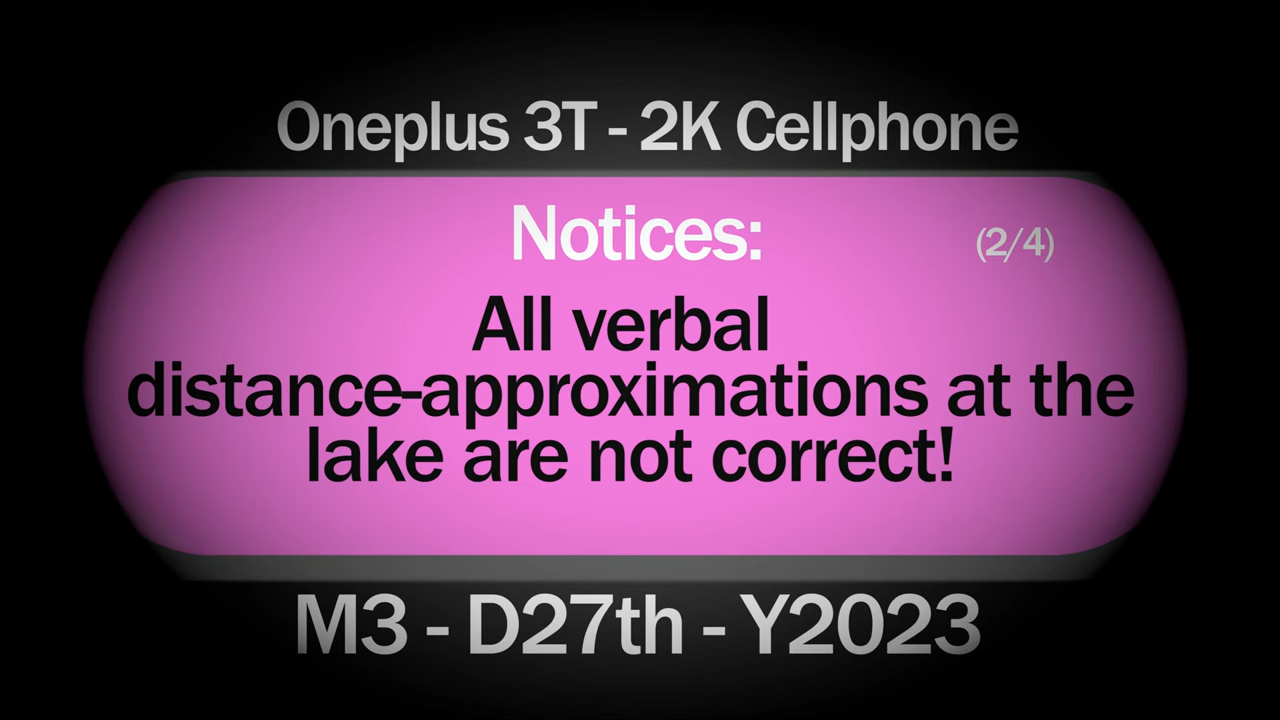 Oneplus 3T - 2K Cellphone
Notices:
(2/4)
All verbal
distance-approximations at the
lake are not correct!
M3 - D27th - Y2023